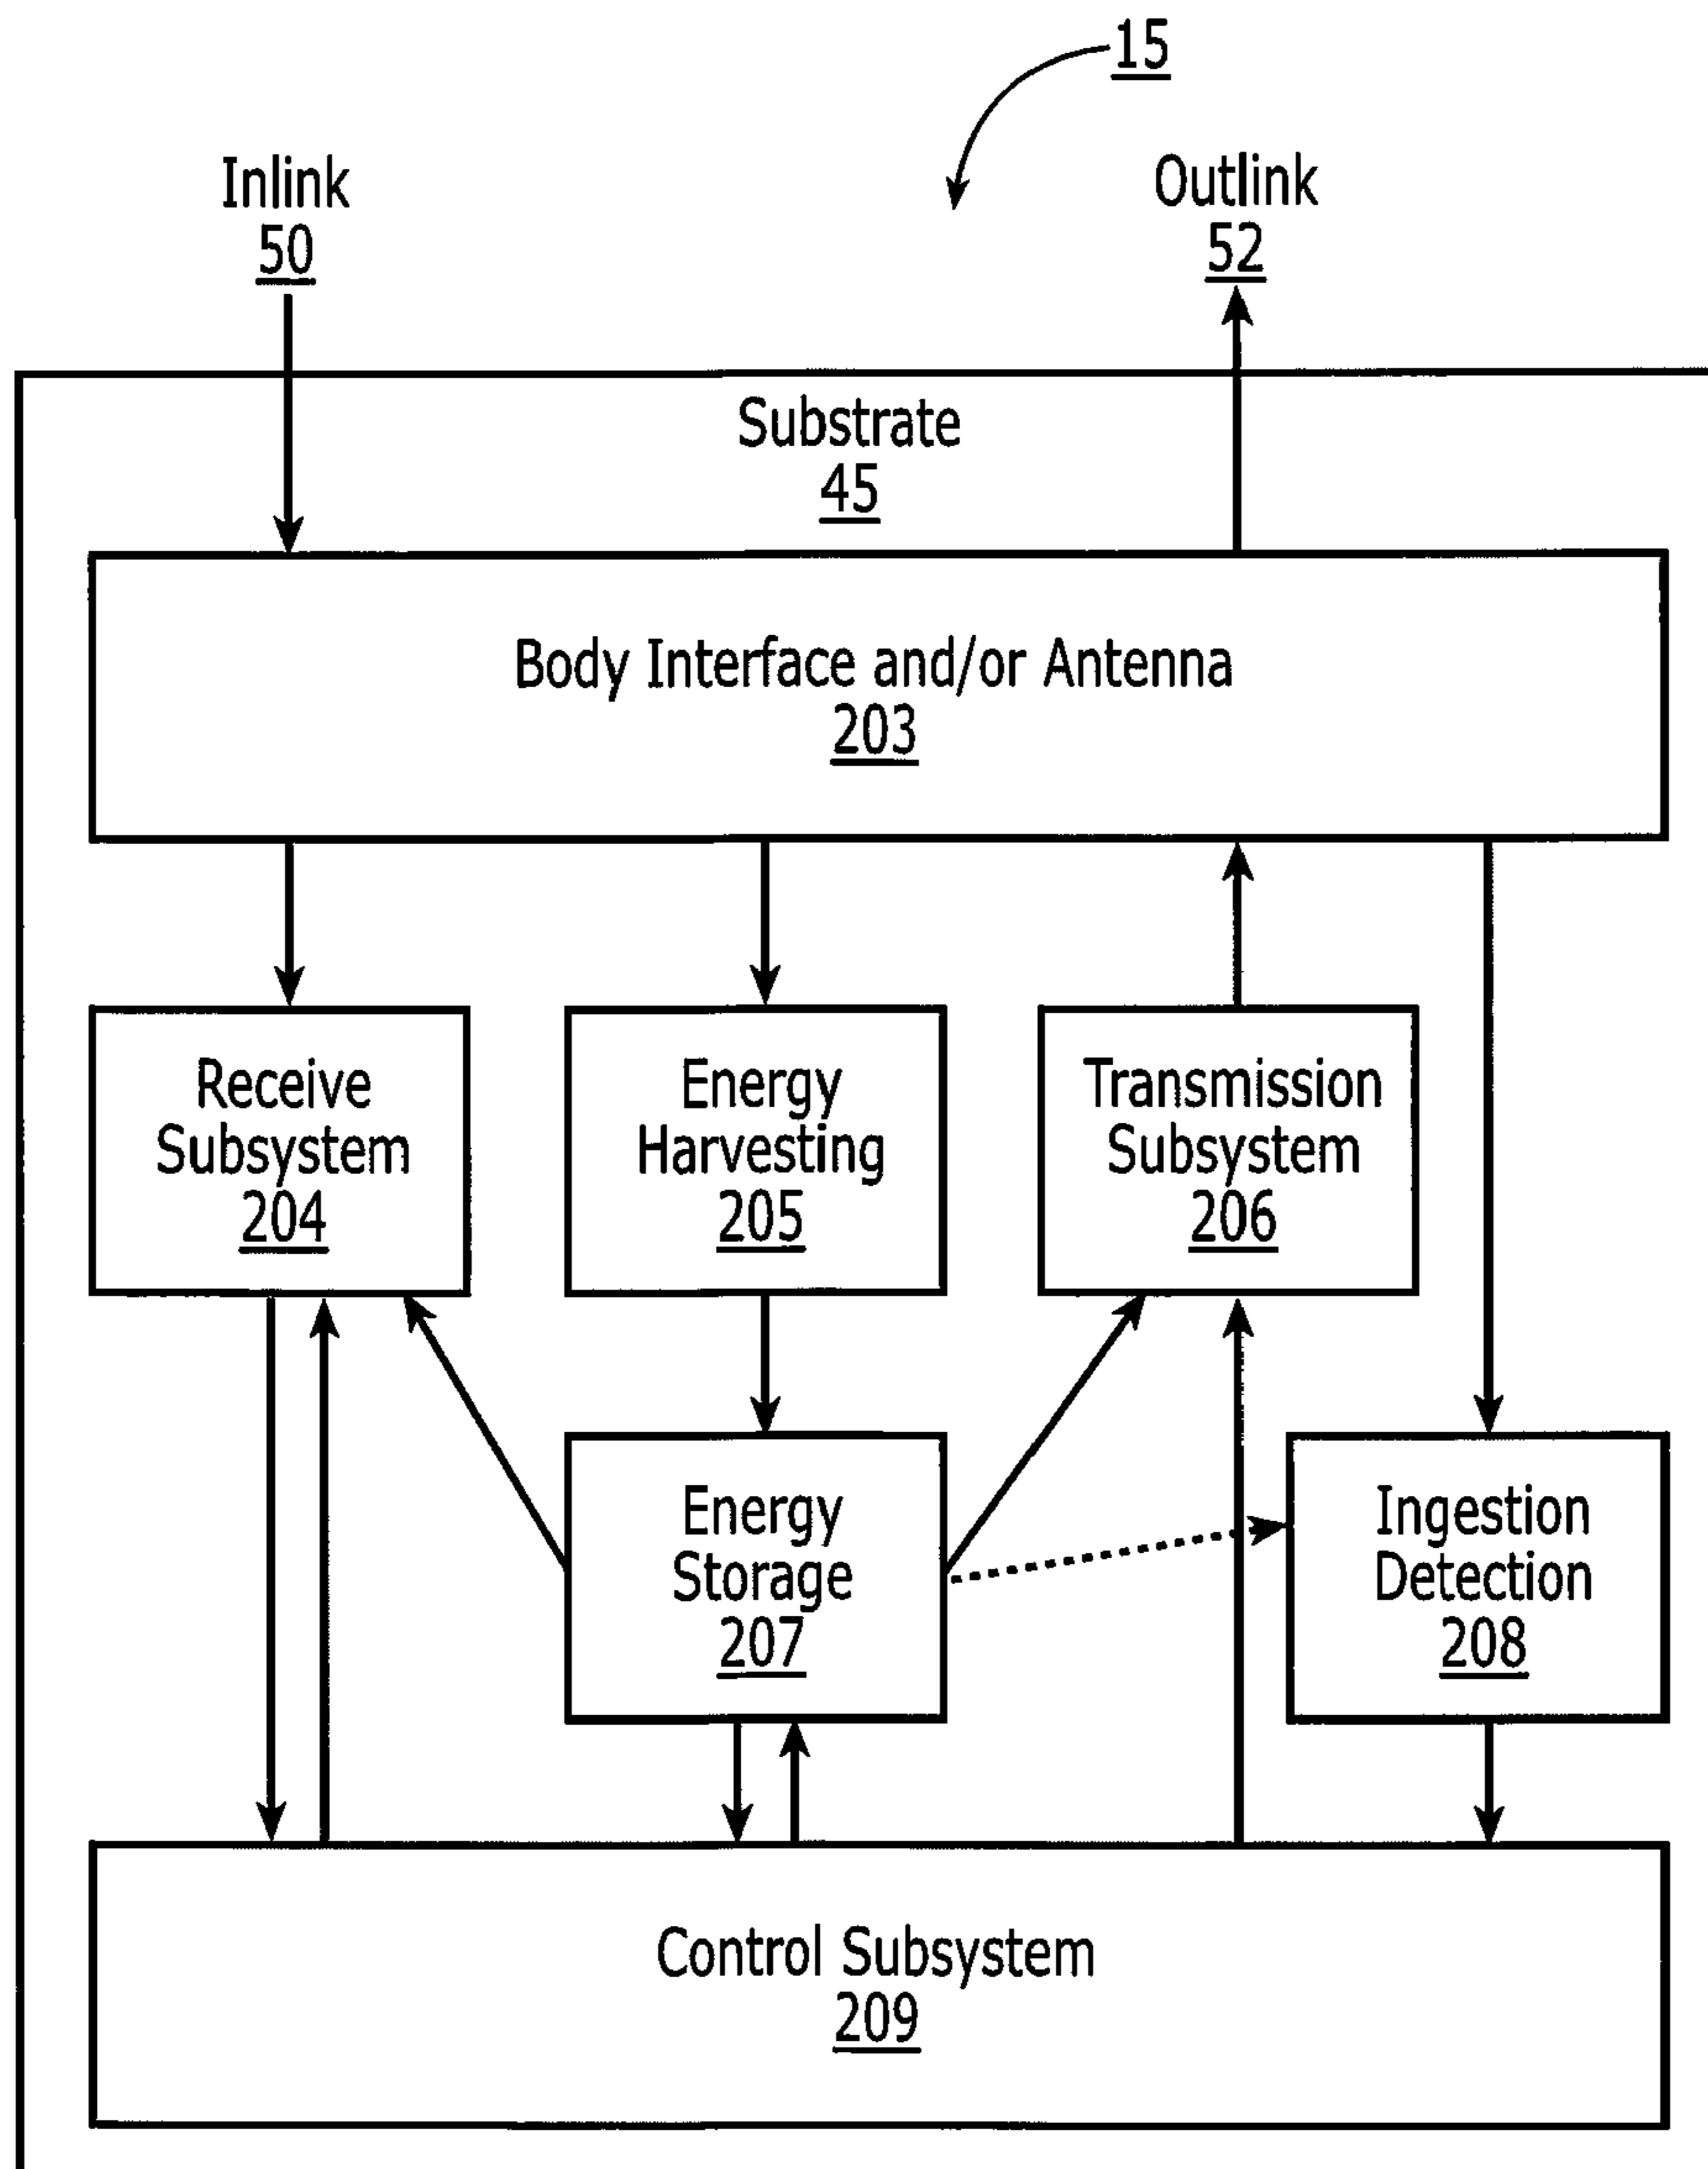 15
Inlink
50
Outlink
52
Substrate
45
Body Interface and/or Antenna
203
Receive
Subsystem
204
Energy
Harvesting
205
Transmission
Subsystem
206
Energy
Storage
207
Ingestion
Detection
208
Control Subsystem
209